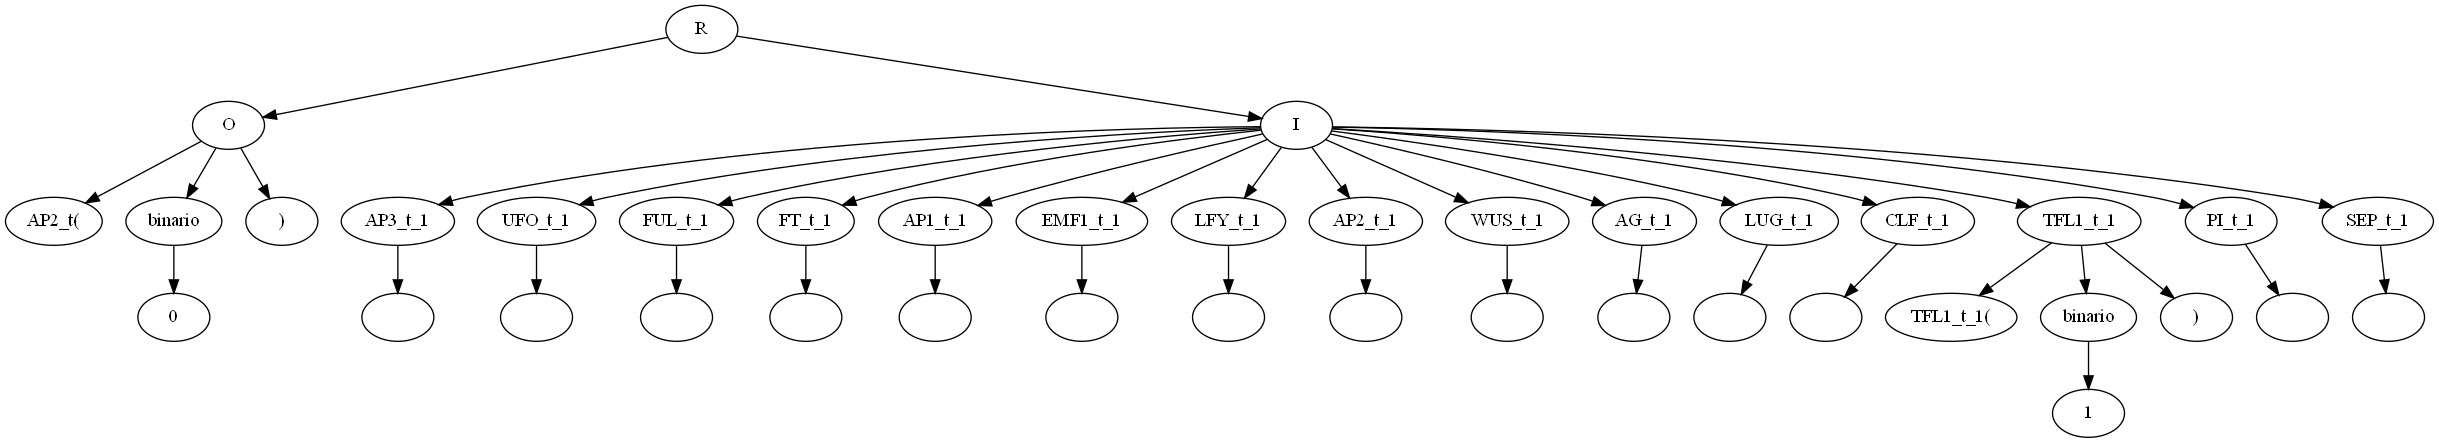 R
O I
AP2_t( binario ) AP3_t_1 UFO_t_1 FUL_t_1 FT_t_1 AP1_t_1 EMF1_t_1 LFY_t_1 AP2_t_1 WUS_t_1 AG_t_1 LUG_t_1 CLF_t_1 TFL1_t_1 PI_t_1 SEP_t_1
0 TFL1_t_1( binario )
1